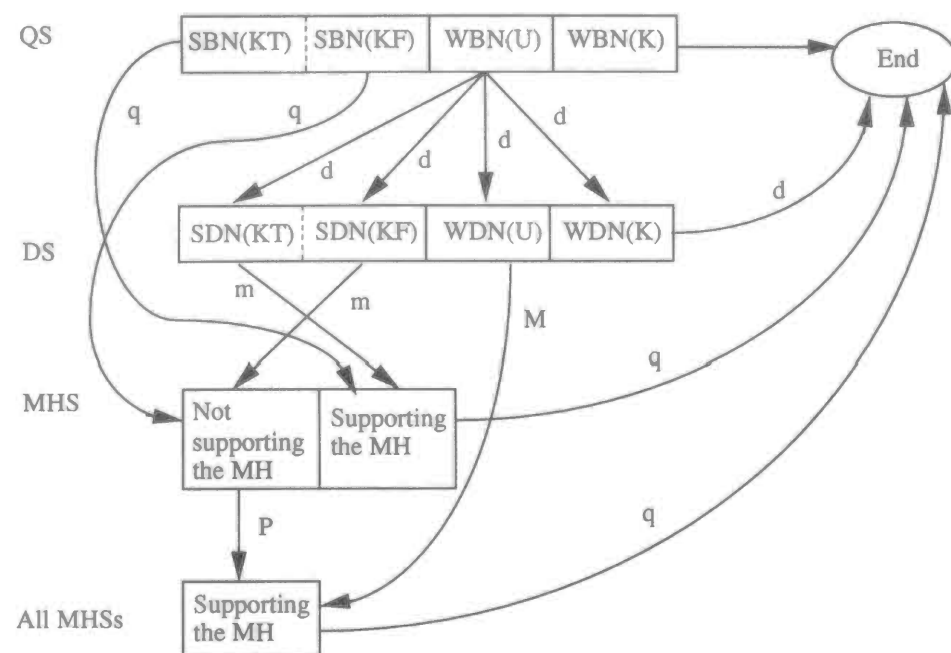 QS
SBN(KT) SBN(KF) WBN(U) WBN(K)
End
q
q
d
d
d
d
d
DS
SDN(KT) SDN(KF) WDN(U) WDN(K)
m
m
M
q
MHS
Not
supporting
the MH
Supporting
the MH
P
q
All MHSs
Supporting
the MH